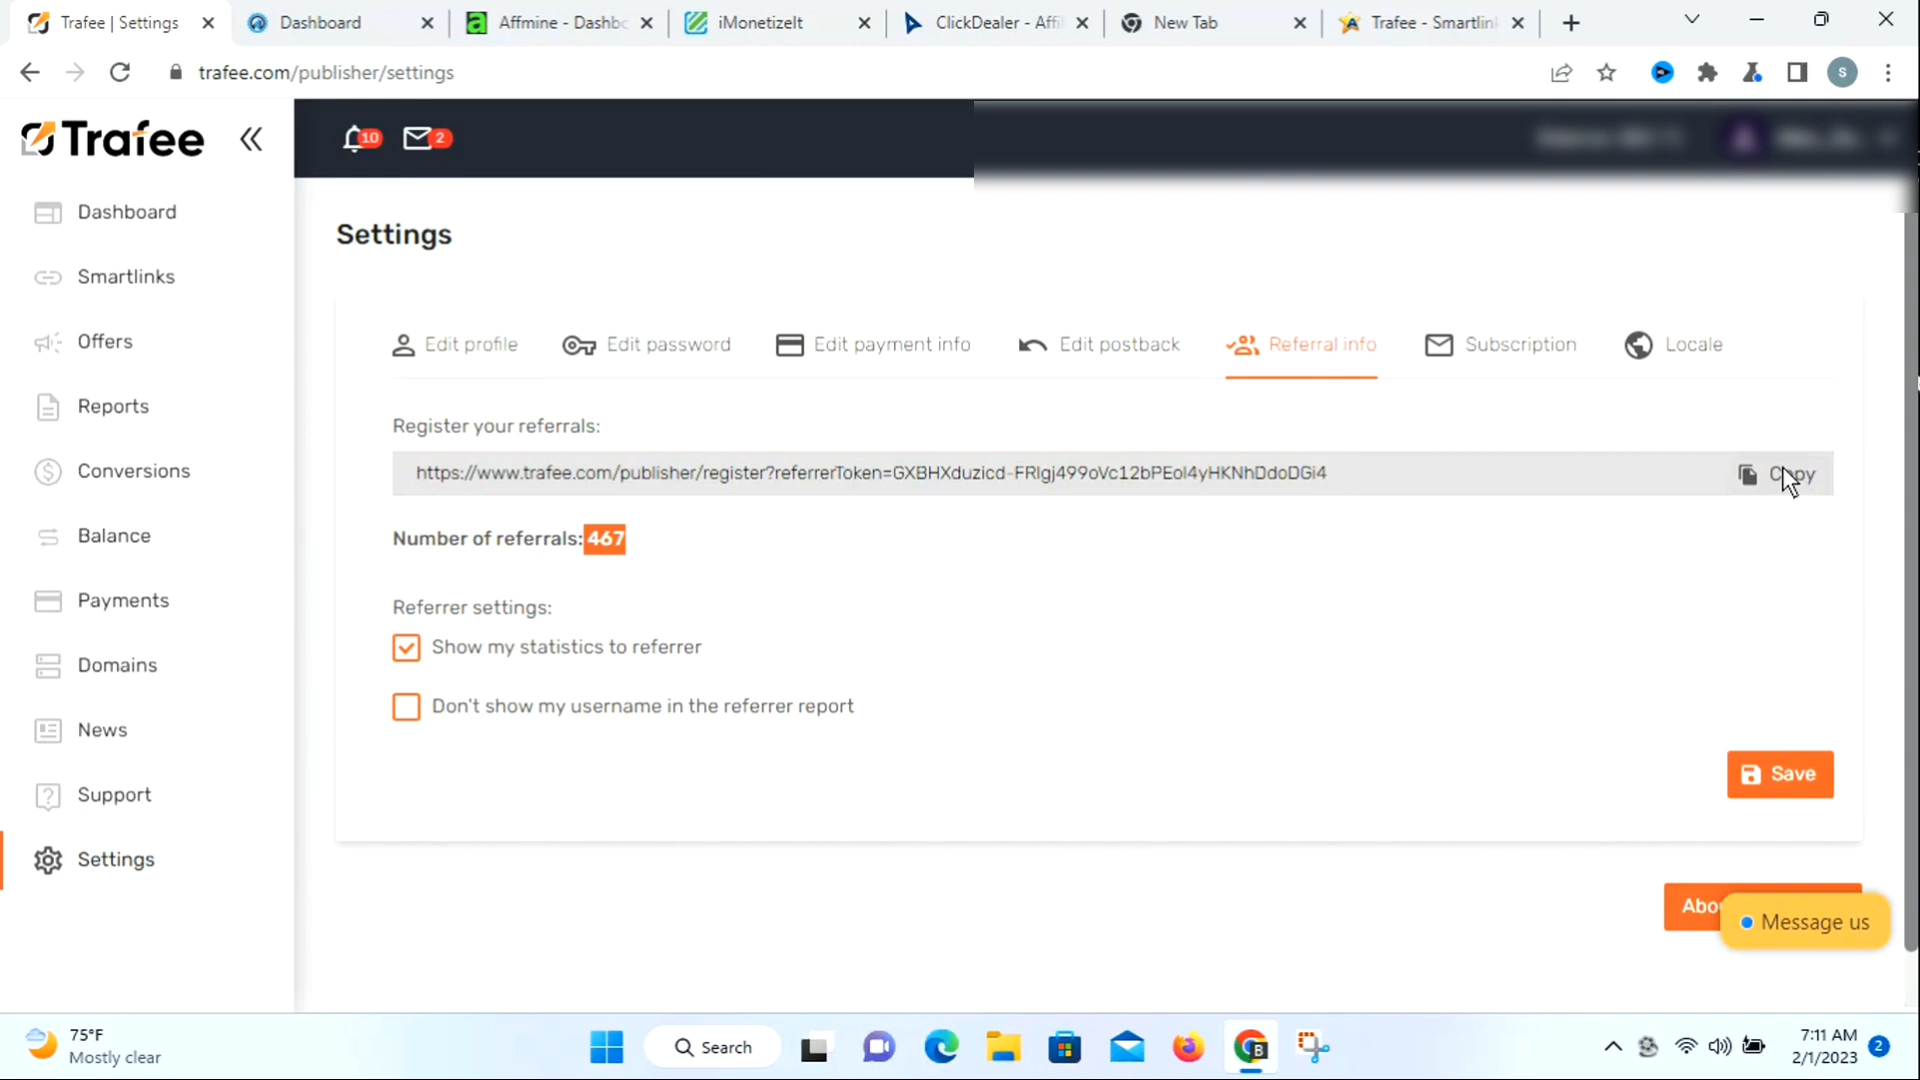 Trafee | Settings
Dashboard
Affmine - Dashbo
iMonetizeIt
ClickDealer - Affi
New Tab
Trafee - Smartlink
trafee.com/publisher/settings
S
Trafee
10
2
Dashboard
Smartlinks
Offers
Reports
Conversions
Balance
Payments
Domains
News
Support
Settings
Settings
Edit profile
Edit password
Edit payment info
Edit postback
Referral info
Subscription
Locale
Register your referrals:
https://www.trafee.com/publisher/register?referrerToken=GXBHXduzicd-FRIgj499oVc12bPEol4yHKNhDdoDGi4
Copy
Number of referrals: 467
Referrer settings:
Show my statistics to referrer
Don't show my username in the referrer report
Save
Abou
Message us
75°F
Mostly clear
Search
7:11 AM
2/1/2023
2